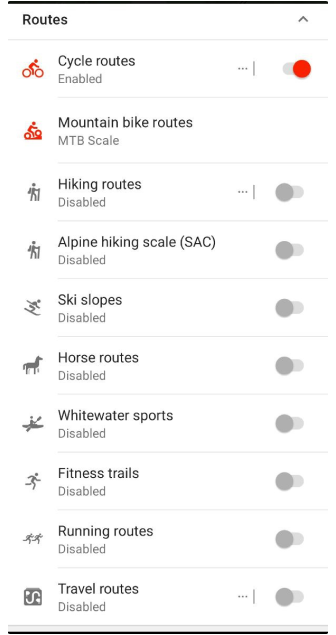 Routes
Cycle routes
Enabled
Mountain bike routes
MTB Scale
Hiking routes
Disabled
Alpine hiking scale (SAC)
Disabled
Ski slopes
Disabled
Horse routes
Disabled
Whitewater sports
Disabled
Fitness trails
Disabled
Running routes
Disabled
Travel routes
Disabled